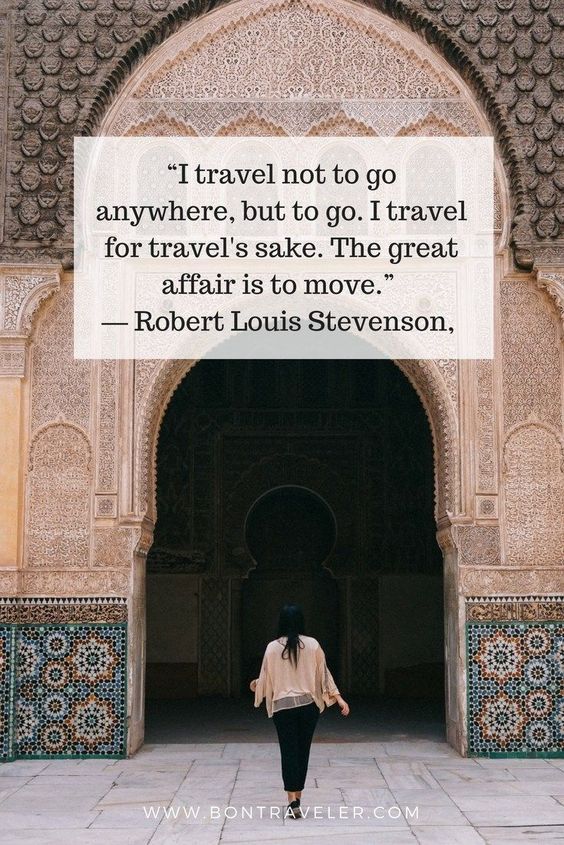 “I travel not to go
anywhere, but to go. I travel
for travel's sake. The great
affair is to move.”
— Robert Louis Stevenson,
WWW.BONTRAVELER.COM